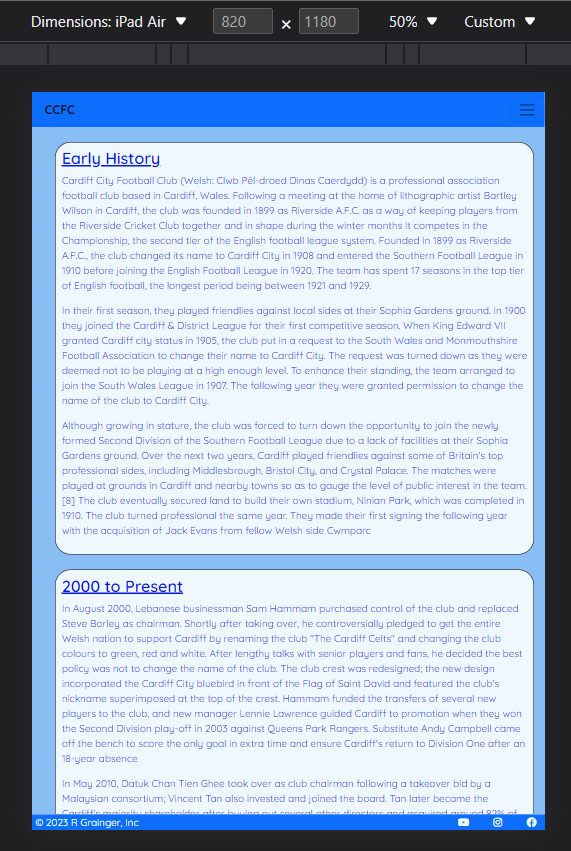 Dimensions: iPad Air ▼ 820 × 1180 50% ▼ Custom ▼
CCFC
Early History
Cardiff City Football Club (Welsh: Clwb Pêl-droed Dinas Caerdydd) is a professional association
football club based in Cardiff, Wales. Following a meeting at the home of lithographic artist Bartley
Wilson in Cardiff, the club was founded in 1899 as Riverside A.F.C. as a way of keeping players from
the Riverside Cricket Club together and in shape during the winter months It competes in the
Championship, the second tier of the English football league system. Founded in 1899 as Riverside
A.F.C., the club changed its name to Cardiff City in 1908 and entered the Southern Football League in
1910 before joining the English Football League in 1920. The team has spent 17 seasons in the top tier
of English football, the longest period being between 1921 and 1929.
In their first season, they played friendlies against local sides at their Sophia Gardens ground. In 1900
they joined the Cardiff & District League for their first competitive season. When King Edward VII
granted Cardiff city status in 1905, the club put in a request to the South Wales and Monmouthshire
Football Association to change their name to Cardiff City. The request was turned down as they were
deemed not to be playing at a high enough level. To enhance their standing, the team arranged to
join the South Wales League in 1907. The following year they were granted permission to change the
name of the club to Cardiff City.
Although growing in stature, the club was forced to turn down the opportunity to join the newly
formed Second Division of the Southern Football League due to a lack of facilities at their Sophia
Gardens ground. Over the next two years, Cardiff played friendlies against some of Britain's top
professional sides, including Middlesbrough, Bristol City, and Crystal Palace. The matches were
played at grounds in Cardiff and nearby towns so as to gauge the level of public interest in the team.
[8] The club eventually secured land to build their own stadium, Ninian Park, which was completed in
1910. The club turned professional the same year. They made their first signing the following year
with the acquisition of Jack Evans from fellow Welsh side Cwmparc
2000 to Present
In August 2000, Lebanese businessman Sam Hammam purchased control of the club and replaced
Steve Borley as chairman. Shortly after taking over, he controversially pledged to get the entire
Welsh nation to support Cardiff by renaming the club "The Cardiff Celts" and changing the club
colours to green, red and white. After lengthy talks with senior players and fans, he decided the best
policy was not to change the name of the club. The club crest was redesigned; the new design
incorporated the Cardiff City bluebird in front of the Flag of Saint David and featured the club's
nickname superimposed at the top of the crest. Hammam funded the transfers of several new
players to the club, and new manager Lennie Lawrence guided Cardiff to promotion when they won
the Second Division play-off in 2003 against Queens Park Rangers. Substitute Andy Campbell came
off the bench to score the only goal in extra time and ensure Cardiff's return to Division One after an
18-year absence
In May 2010, Datuk Chan Tien Ghee took over as club chairman following a takeover bid by a
Malaysian consortium; Vincent Tan also invested and joined the board. Tan later became the
Cardiff's majority shareholder after buying out several other directors and acquired around 82% of
© 2023 R Grainger, Inc